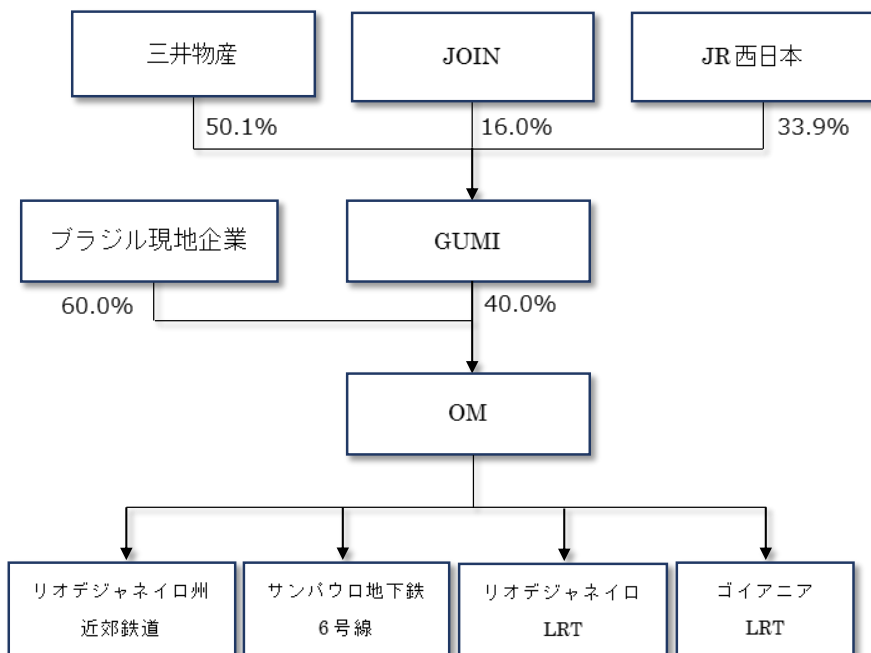 三井物産
JOIN
JR西日本
50.1%
16.0%
33.9%
ブラジル現地企業
GUMI
60.0%
40.0%
OM
リオデジャネイロ州
近郊鉄道
サンパウロ地下鉄
6号線
リオデジャネイロ
LRT
ゴイアニア
LRT